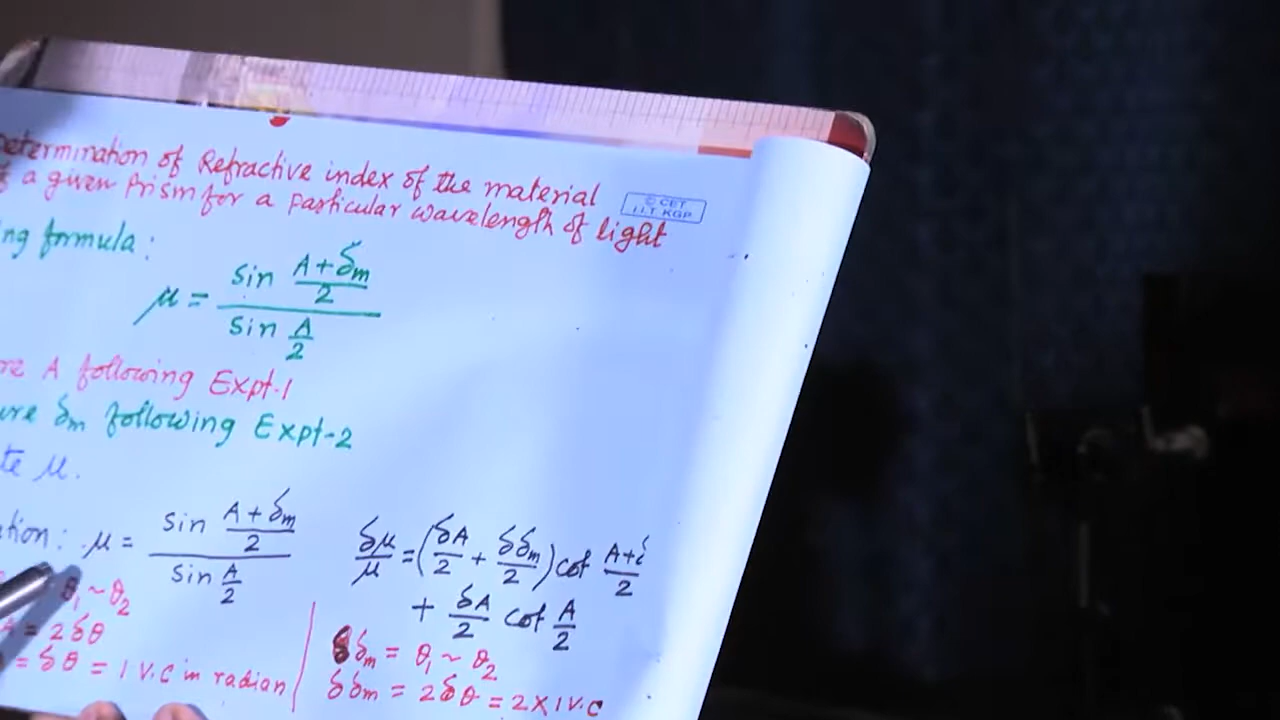 etermination of Refractive index of the material
f a given Prism for a particular wavelength of light
© CET
I.I.T KGP
ng formula:
μ = sin (A+δm)/2 / sin A/2
re A following Expt-1
ure δm following Expt-2
te μ.
ation: μ = sin (A+δm)/2 / sin A/2
δμ/μ = (δA/2 + δδm/2) cot (A+δ/2
+ δA/2 cot A/2
θ1 ~ θ2
A = 2δθ
= δθ = 1 V.C in radian
δm = θ1 ~ θ2
δδm = 2δθ = 2×1 V.C